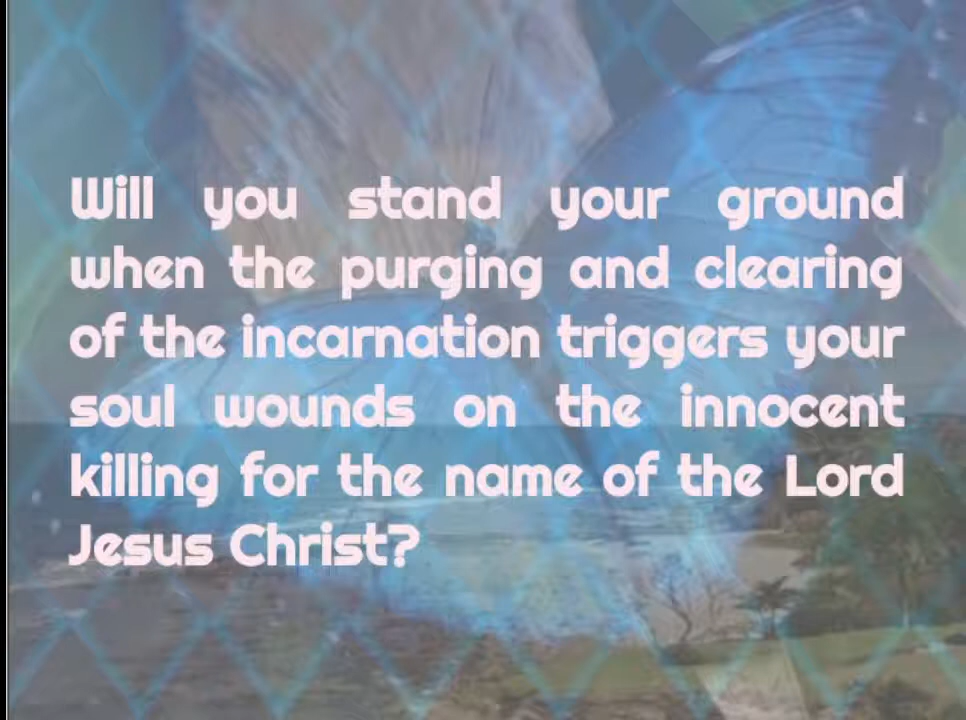 Will you stand your ground
when the purging and clearing
of the incarnation triggers your
soul wounds on the innocent
killing for the name of the Lord
Jesus Christ?